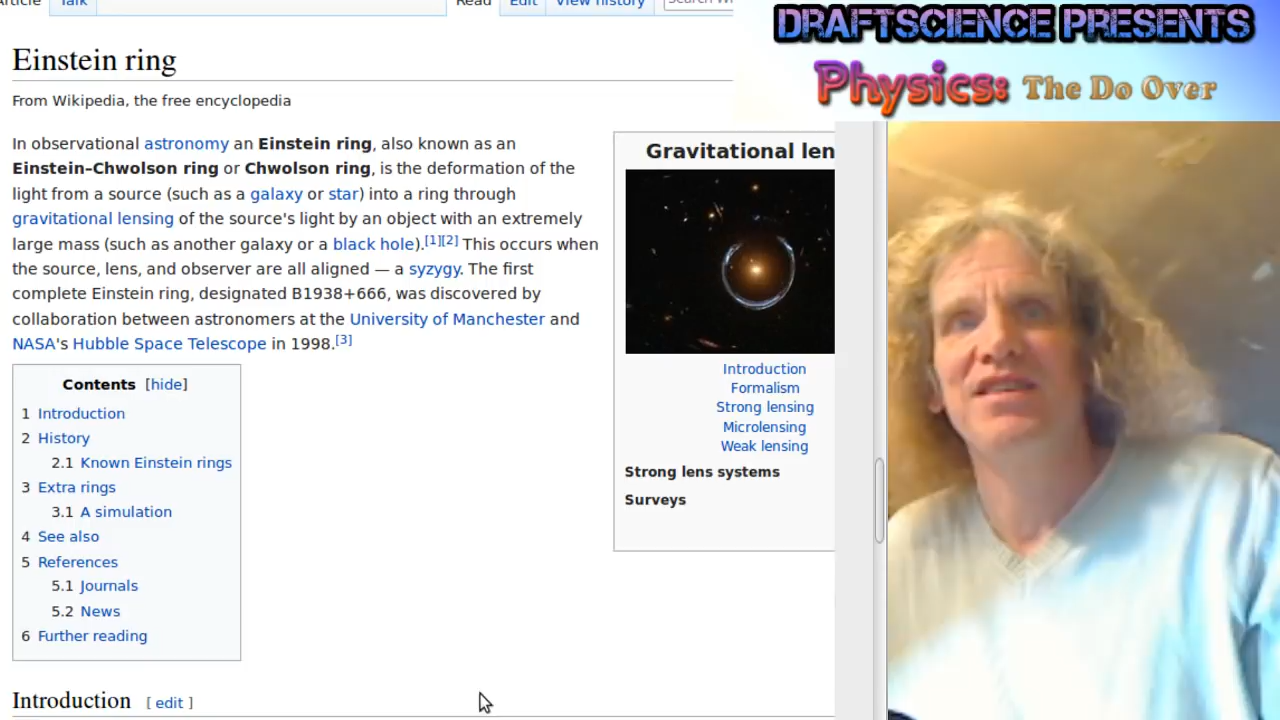 Article Talk Read Edit View history
DRAFTSCIENCE PRESENTS
Physics: The Do Over
Einstein ring
From Wikipedia, the free encyclopedia
In observational astronomy an Einstein ring, also known as an
Einstein–Chwolson ring or Chwolson ring, is the deformation of the
light from a source (such as a galaxy or star) into a ring through
gravitational lensing of the source's light by an object with an extremely
large mass (such as another galaxy or a black hole).[1][2] This occurs when
the source, lens, and observer are all aligned — a syzygy. The first
complete Einstein ring, designated B1938+666, was discovered by
collaboration between astronomers at the University of Manchester and
NASA's Hubble Space Telescope in 1998.[3]
Gravitational len
Introduction
Formalism
Strong lensing
Microlensing
Weak lensing
Strong lens systems
Surveys
Contents [hide]
1 Introduction
2 History
2.1 Known Einstein rings
3 Extra rings
3.1 A simulation
4 See also
5 References
5.1 Journals
5.2 News
6 Further reading
Introduction [ edit ]